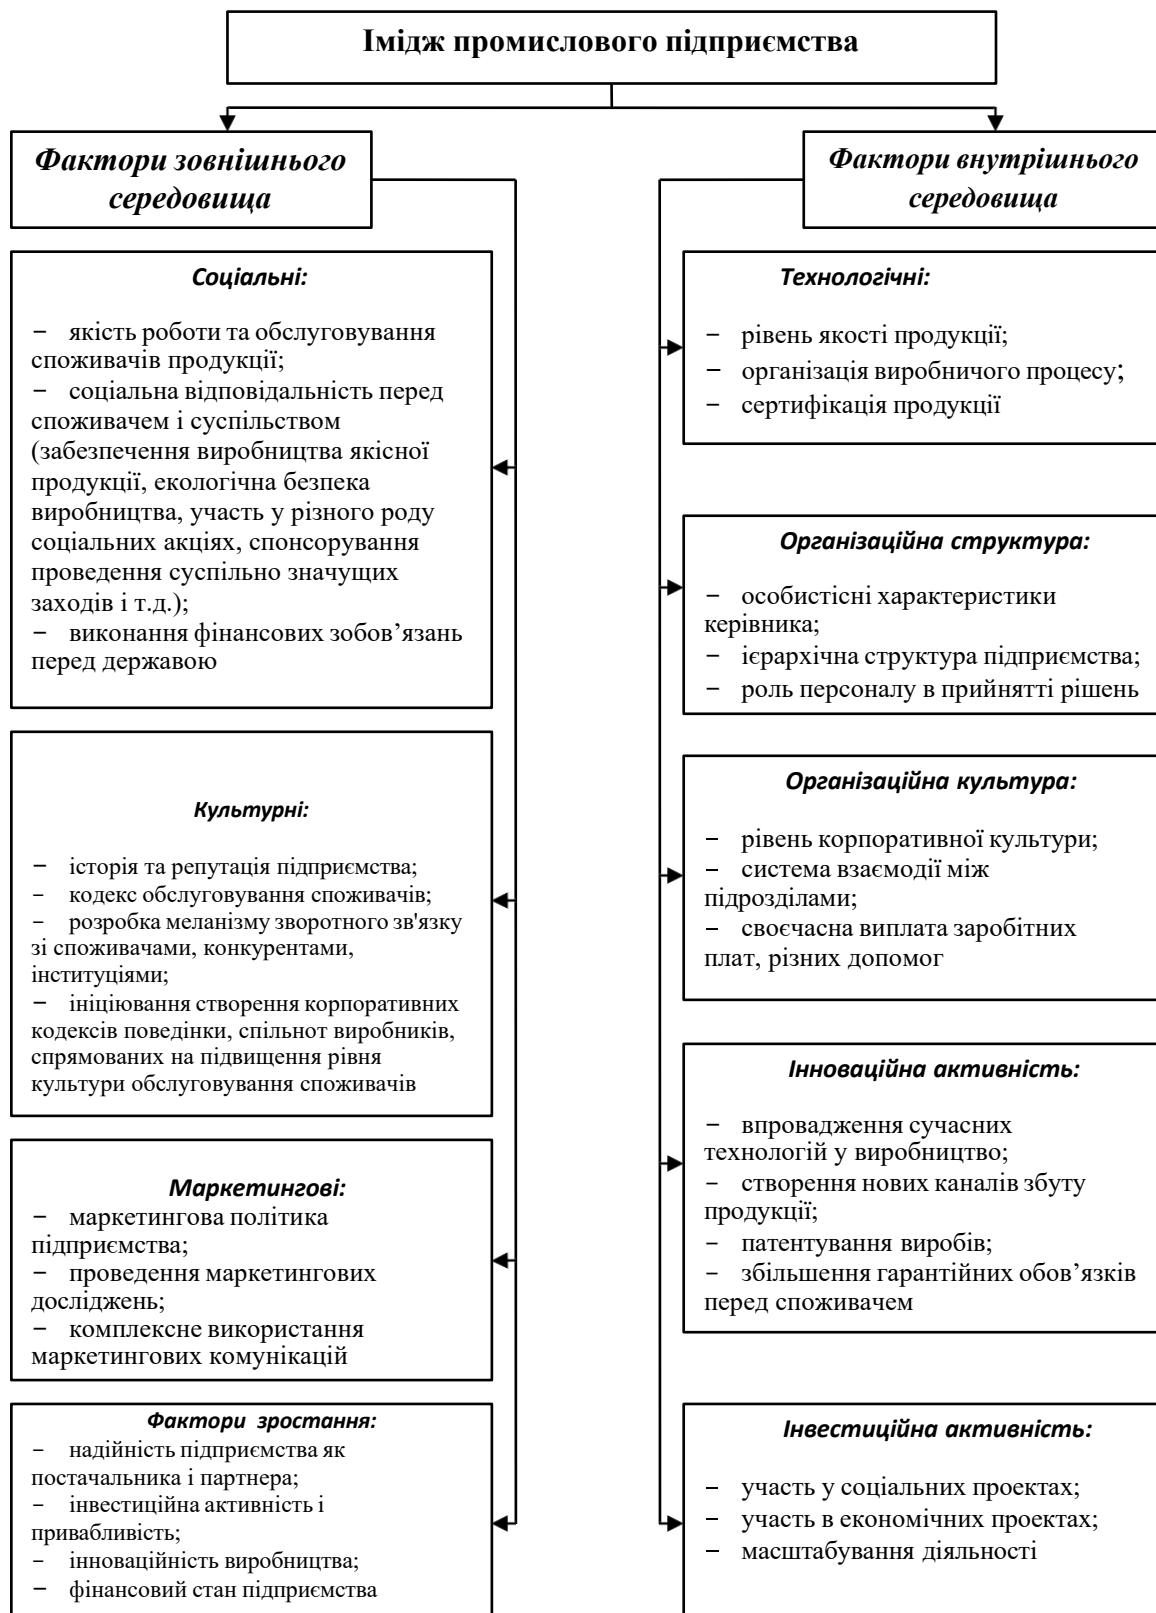 Імідж промислового підприємства
Фактори зовнішнього
середовища
Соціальні:
− якість роботи та обслуговування
споживачів продукції;
− соціальна відповідальність перед
споживачем і суспільством
(забезпечення виробництва якісної
продукції, екологічна безпека
виробництва, участь у різного роду
соціальних акціях, спонсорування
проведення суспільно значущих
заходів і т.д.);
− виконання фінансових зобов’язань
перед державою
Культурні:
− історія та репутація підприємства;
− кодекс обслуговування споживачів;
− розробка меланізму зворотного зв'язку
зі споживачами, конкурентами,
інституціями;
− ініціювання створення корпоративних
кодексів поведінки, спільнот виробників,
спрямованих на підвищення рівня
культури обслуговування споживачів
Маркетингові:
− маркетингова політика
підприємства;
− проведення маркетингових
досліджень;
− комплексне використання
маркетингових комунікацій
Фактори зростання:
− надійність підприємства як
постачальника і партнера;
− інвестиційна активність і
привабливість;
− інноваційність виробництва;
− фінансовий стан підприємства
Фактори внутрішнього
середовища
Технологічні:
− рівень якості продукції;
− організація виробничого процесу;
− сертифікація продукції
Організаційна структура:
− особистісні характеристики
керівника;
− ієрархічна структура підприємства;
− роль персоналу в прийнятті рішень
Організаційна культура:
− рівень корпоративної культури;
− система взаємодії між
підрозділами;
− своєчасна виплата заробітних
плат, різних допомог
Інноваційна активність:
− впровадження сучасних
технологій у виробництво;
− створення нових каналів збуту
продукції;
− патентування виробів;
− збільшення гарантійних обов’язків
перед споживачем
Інвестиційна активність:
− участь у соціальних проектах;
− участь в економічних проектах;
− масштабування діяльності